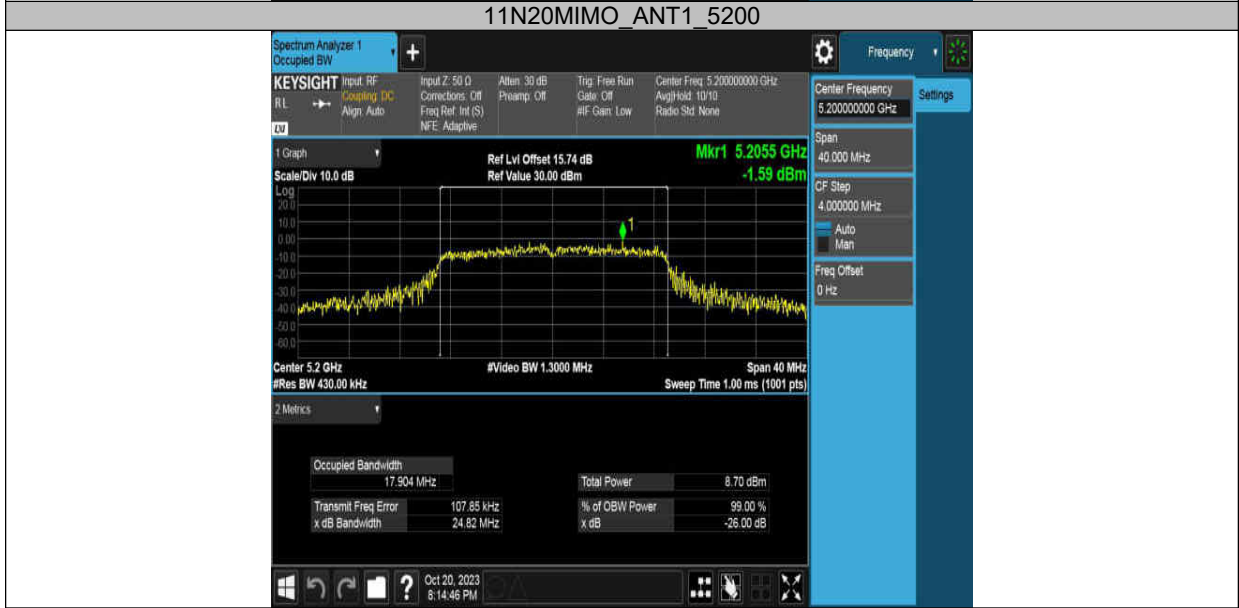 11N20MIMO_ANT1_5200
Spectrum Analyzer 1
Occupied BW
Frequency
KEYSIGHT
RL
Input: RF
Coupling: DC
Align: Auto
Input Z: 50 Ω
Corrections: Off
Freq Ref: Int (S)
NFE: Adaptive
Atten: 30 dB
Preamp: Off
Trig: Free Run
Gate: Off
#IF Gain: Low
Center Freq: 5.200000000 GHz
Avg|Hold: 10/10
Radio Std: None
Center Frequency
5.200000000 GHz
Settings
Span
40.000 MHz
CF Step
4.000000 MHz
Auto
Man
Freq Offset
0 Hz
1 Graph
Scale/Div 10.0 dB
Ref Lvl Offset 15.74 dB
Ref Value 30.00 dBm
Mkr1 5.2055 GHz
-1.59 dBm
Log
20.0
10.0
0.00
-10.0
-20.0
-30.0
-40.0
-50.0
-60.0
1
Center 5.2 GHz
#Video BW 1.3000 MHz
Span 40 MHz
#Res BW 430.00 kHz
Sweep Time 1.00 ms (1001 pts)
2 Metrics
Occupied Bandwidth
17.904 MHz
Total Power 8.70 dBm
Transmit Freq Error 107.85 kHz
% of OBW Power 99.00 %
x dB Bandwidth 24.82 MHz
x dB -26.00 dB
?
Oct 20, 2023
8:14:46 PM